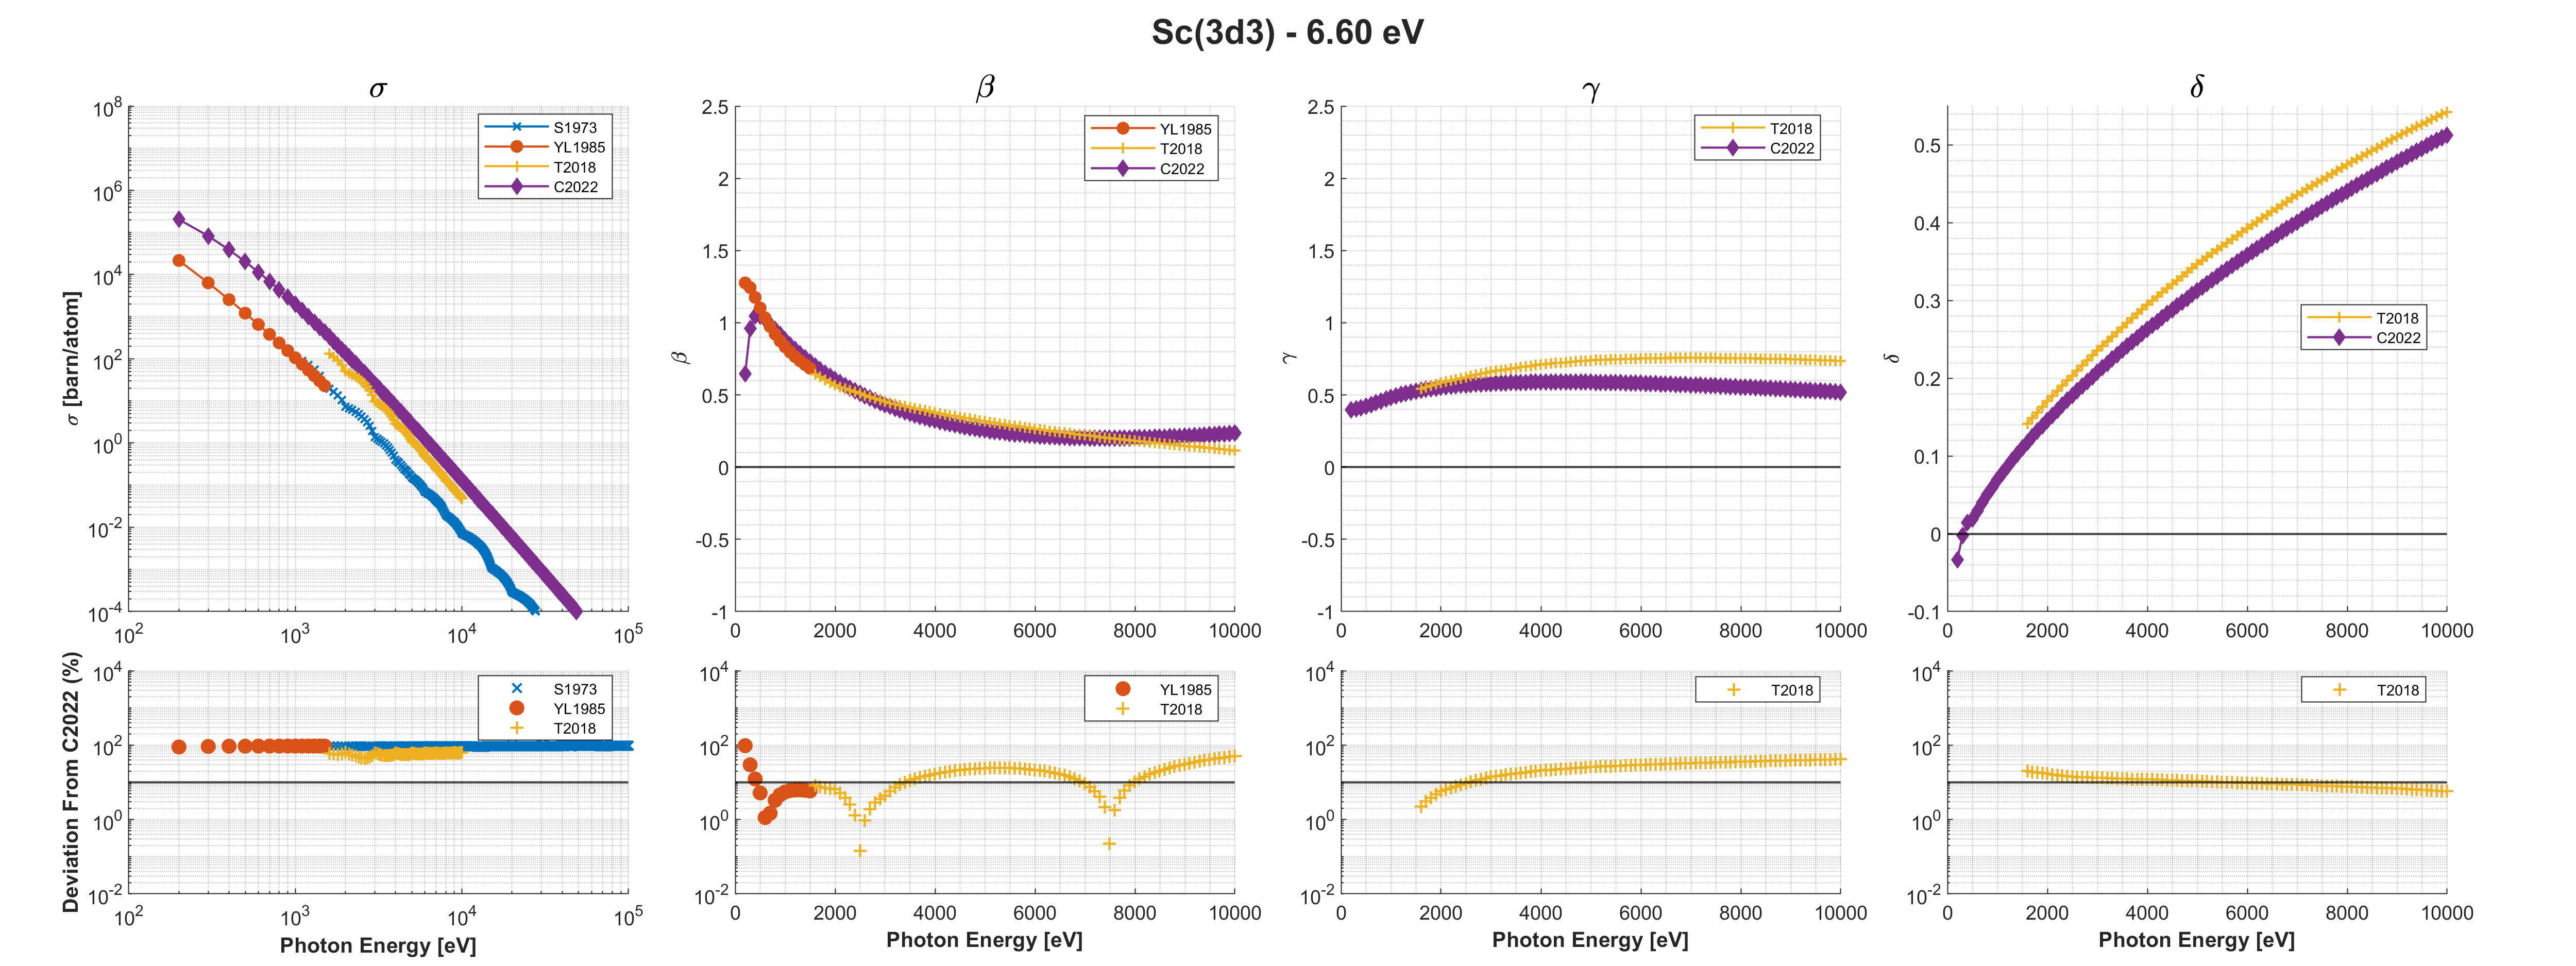 Sc(3d3) - 6.60 eV
σ
10^8
10^6
10^4
10^2
10^0
10^-2
10^-4
10^2
10^3
10^4
10^5
σ [barn/atom]
S1973
YL1985
T2018
C2022
β
2.5
2
1.5
1
0.5
0
-0.5
-1
0
2000
4000
6000
8000
10000
β
YL1985
T2018
C2022
γ
2.5
2
1.5
1
0.5
0
-0.5
-1
0
2000
4000
6000
8000
10000
γ
T2018
C2022
δ
0.5
0.4
0.3
0.2
0.1
0
-0.1
0
2000
4000
6000
8000
10000
δ
T2018
C2022
Deviation From C2022 (%)
10^4
10^2
10^0
10^-2
10^2
10^3
10^4
10^5
Photon Energy [eV]
S1973
YL1985
T2018
10^4
10^2
10^0
10^-2
0
2000
4000
6000
8000
10000
Photon Energy [eV]
YL1985
T2018
10^4
10^2
10^0
10^-2
0
2000
4000
6000
8000
10000
Photon Energy [eV]
T2018
10^4
10^2
10^0
10^-2
0
2000
4000
6000
8000
10000
Photon Energy [eV]
T2018